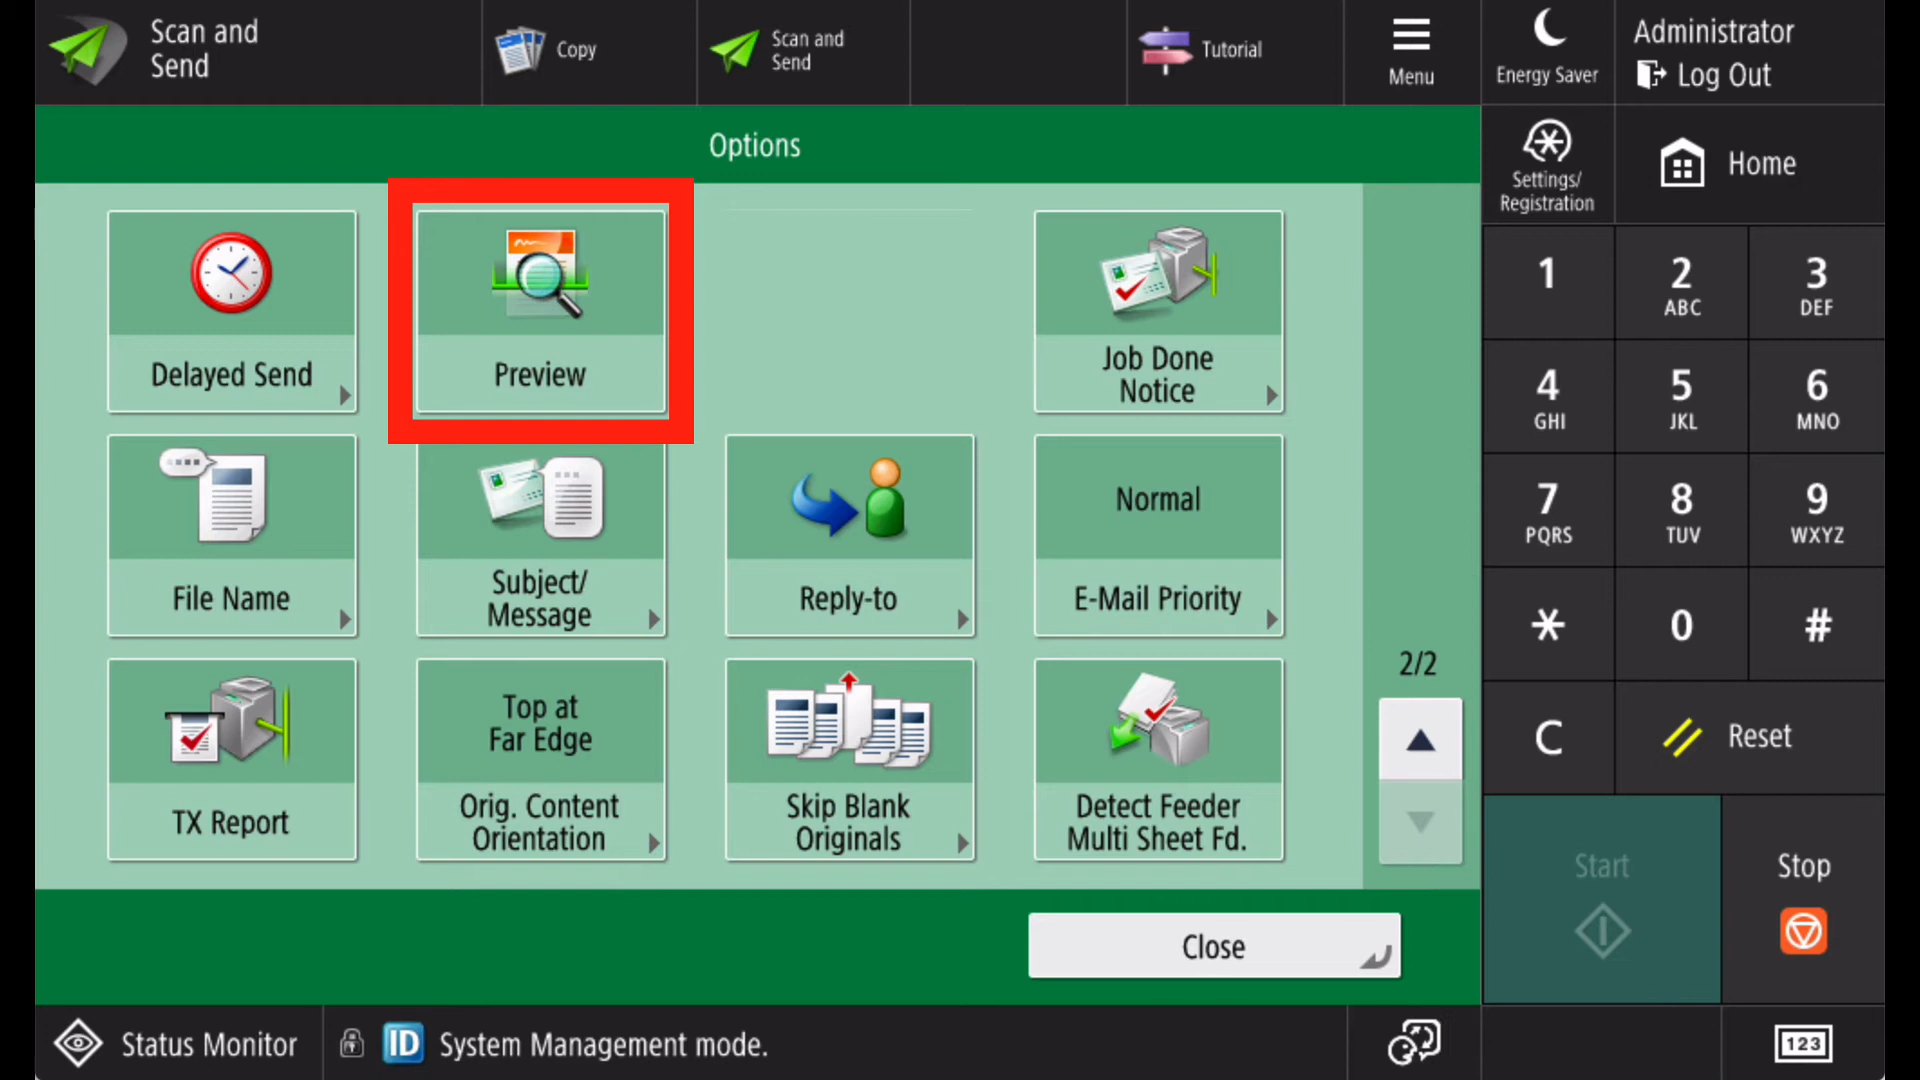 Scan and
Send
Copy
Scan and
Send
Tutorial
Menu
Energy Saver
Administrator
Log Out
Options
Settings/
Registration
Home
Delayed Send
Preview
Job Done
Notice
File Name
Subject/
Message
Reply-to
Normal
E-Mail Priority
TX Report
Top at
Far Edge
Orig. Content
Orientation
Skip Blank
Originals
Detect Feeder
Multi Sheet Fd.
2/2
1
2
ABC
3
DEF
4
GHI
5
JKL
6
MNO
7
PQRS
8
TUV
9
WXYZ
*
0
#
C
Reset
Start
Stop
Close
Status Monitor
ID
System Management mode.
123